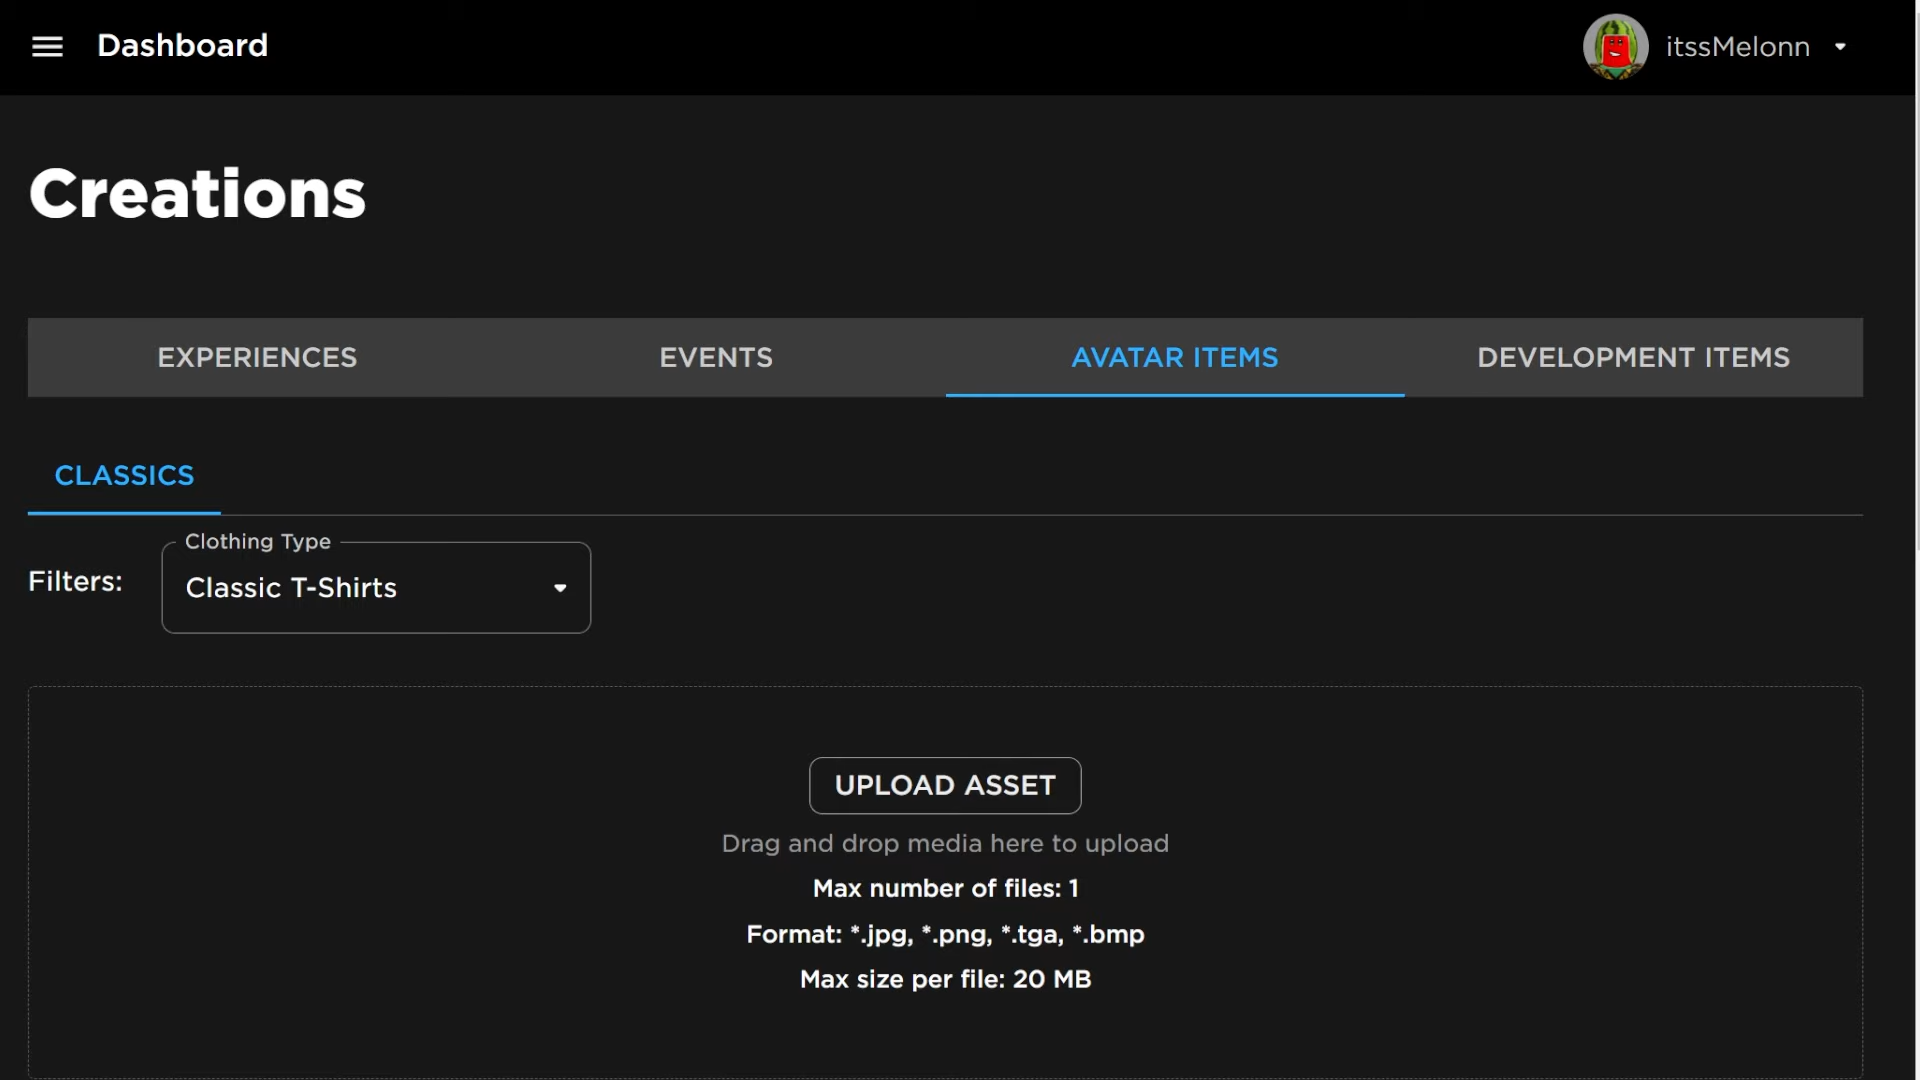 Dashboard
itssMelonn
Creations
EXPERIENCES
EVENTS
AVATAR ITEMS
DEVELOPMENT ITEMS
CLASSICS
Filters:
Clothing Type
Classic T-Shirts
UPLOAD ASSET
Drag and drop media here to upload
Max number of files: 1
Format: *.jpg, *.png, *.tga, *.bmp
Max size per file: 20 MB